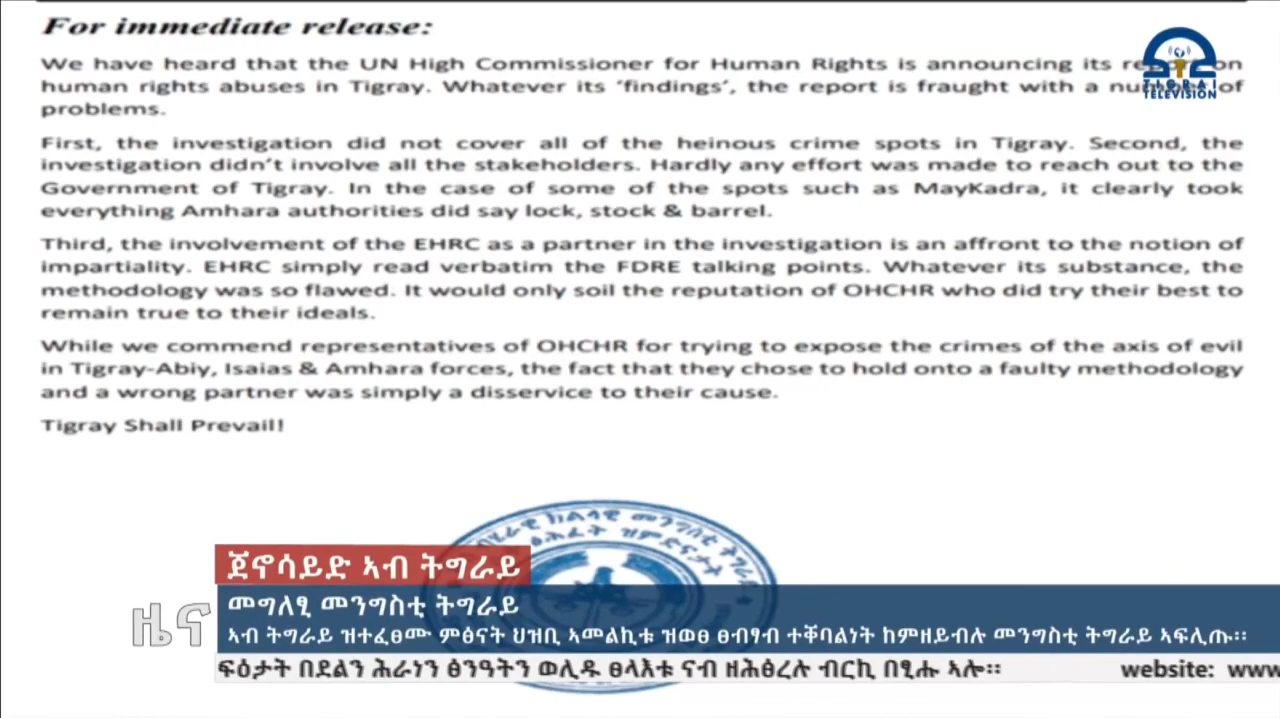 For immediate release:
We have heard that the UN High Commissioner for Human Rights is announcing its report on
human rights abuses in Tigray. Whatever its ‘findings’, the report is fraught with a number of
problems.
First, the investigation did not cover all of the heinous crime spots in Tigray. Second, the
investigation didn’t involve all the stakeholders. Hardly any effort was made to reach out to the
Government of Tigray. In the case of some of the spots such as MayKadra, it clearly took
everything Amhara authorities did say lock, stock & barrel.
Third, the involvement of the EHRC as a partner in the investigation is an affront to the notion of
impartiality. EHRC simply read verbatim the FDRE talking points. Whatever its substance, the
methodology was so flawed. It would only soil the reputation of OHCHR who did try their best to
remain true to their ideals.
While we commend representatives of OHCHR for trying to expose the crimes of the axis of evil
in Tigray-Abiy, Isaias & Amhara forces, the fact that they chose to hold onto a faulty methodology
and a wrong partner was simply a disservice to their cause.
Tigray Shall Prevail!
TIGRAI
TELEVISION
ክልላዊ መንግስቲ ትግራይ
ጀኖሳይድ ኣብ ትግራይ
ዜና
መግለፂ መንግስቲ ትግራይ
ኣብ ትግራይ ዝተፈፀሙ ምፅናት ህዝቢ ኣመልኪቱ ዝወፀ ፀብፃብ ተቐባልነት ከምዘይብሉ መንግስቲ ትግራይ ኣፍሊጡ።
ፍዕታት በደልን ሕራነን ፅንዓትን ወሊዱ ፀላእቱ ናብ ዘሕፅረሉ ብርኪ በፂሑ ኣሎ።
website: www